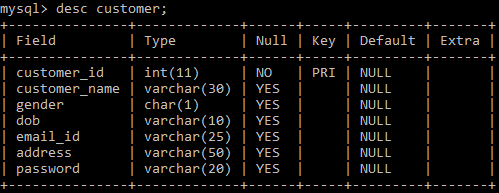 mysql> desc customer;
+---------------+-------------+------+-----+---------+-------+
| Field         | Type        | Null | Key | Default | Extra |
+---------------+-------------+------+-----+---------+-------+
| customer_id   | int(11)     | NO   | PRI | NULL    |       |
| customer_name | varchar(30) | YES  |     | NULL    |       |
| gender        | char(1)     | YES  |     | NULL    |       |
| dob           | varchar(10) | YES  |     | NULL    |       |
| email_id      | varchar(25) | YES  |     | NULL    |       |
| address       | varchar(50) | YES  |     | NULL    |       |
| password      | varchar(20) | YES  |     | NULL    |       |
+---------------+-------------+------+-----+---------+-------+